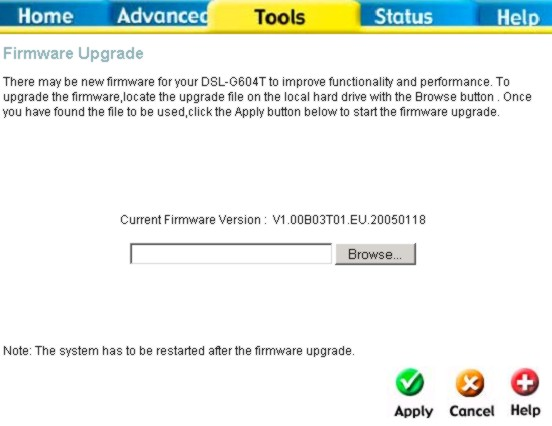 Home Advanced Tools Status Help
Firmware Upgrade
There may be new firmware for your DSL-G604T to improve functionality and performance. To
upgrade the firmware,locate the upgrade file on the local hard drive with the Browse button . Once
you have found the file to be used,click the Apply button below to start the firmware upgrade.
Current Firmware Version : V1.00B03T01.EU.20050118
Browse...
Note: The system has to be restarted after the firmware upgrade.
Apply Cancel Help